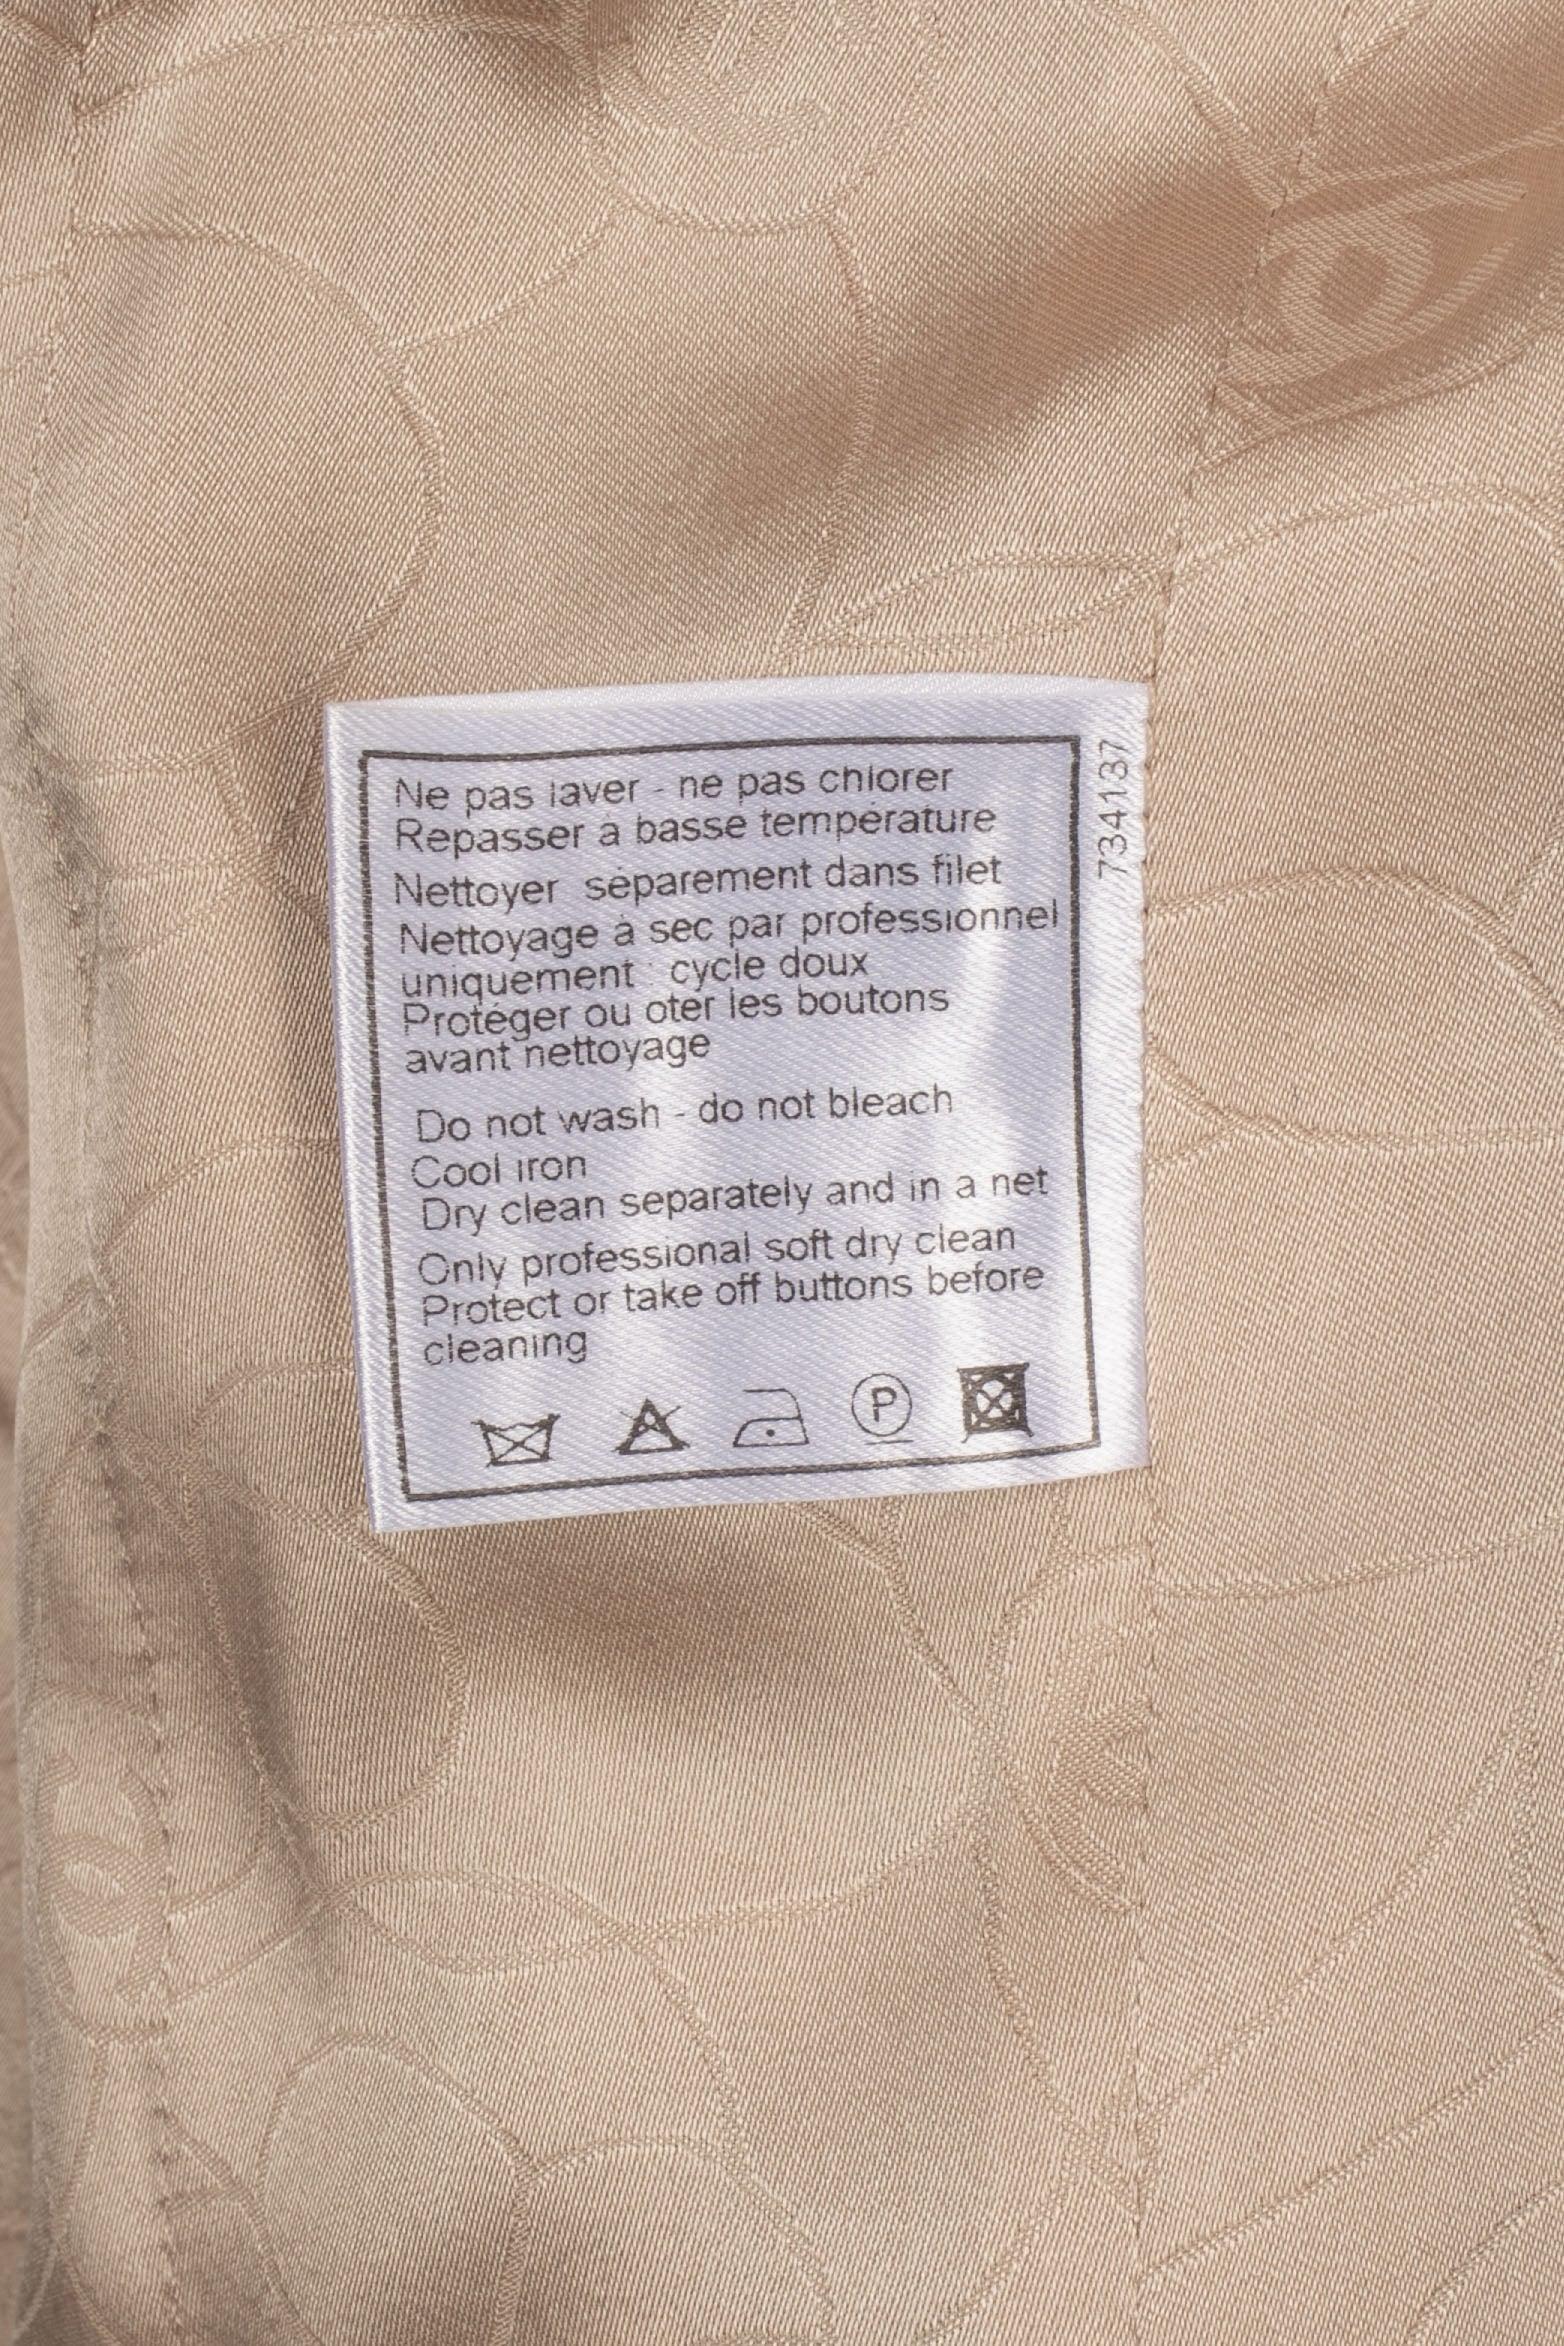 Ne pas laver - ne pas chlorer
Repasser à basse température
Nettoyer séparement dans filet
Nettoyage à sec par professionnel
uniquement : cycle doux
Protéger ou oter les boutons
avant nettoyage
Do not wash - do not bleach
Cool iron
Dry clean separately and in a net
Only professional soft dry clean
Protect or take off buttons before
cleaning
P
734137